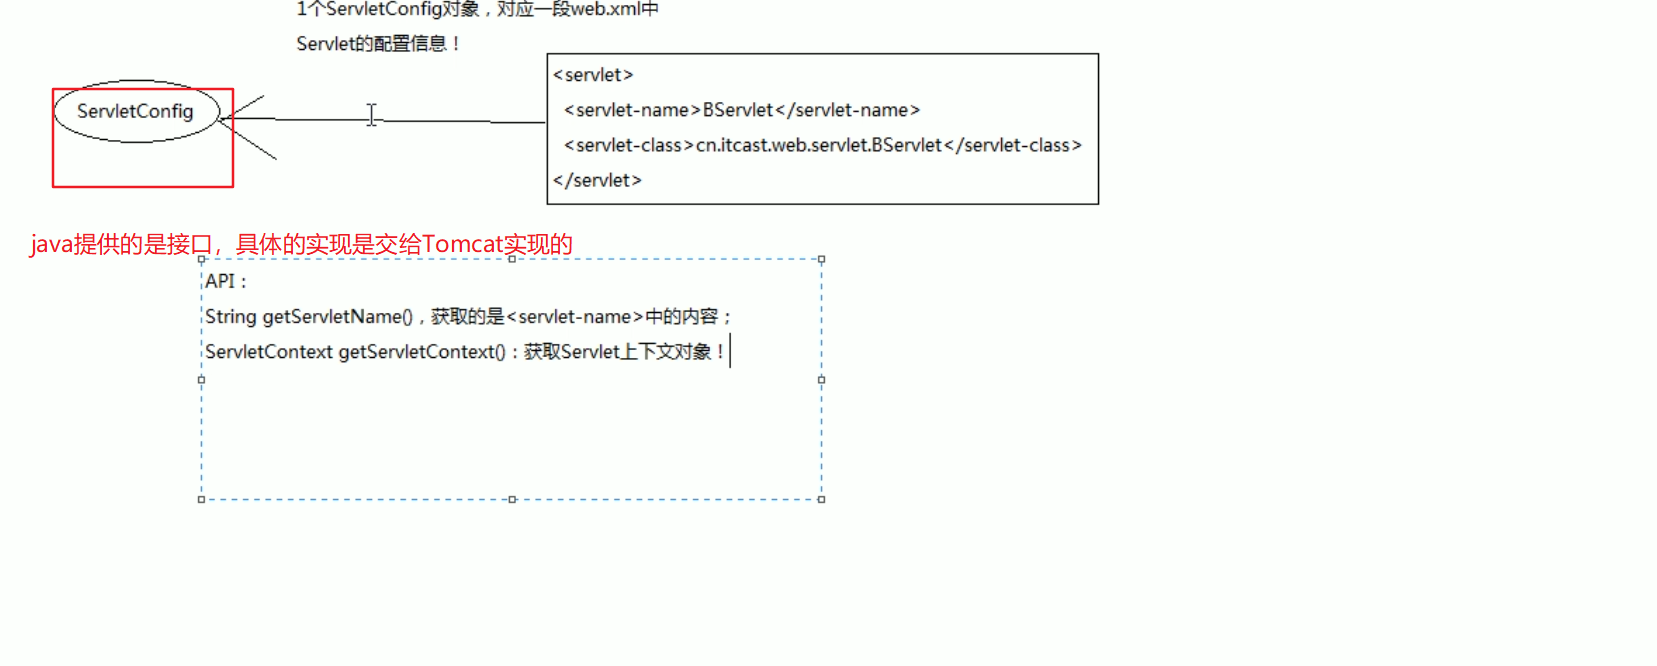 1个ServletConfig对象，对应一段web.xml中
Servlet的配置信息！
ServletConfig
<servlet>
<servlet-name>BServlet</servlet-name>
<servlet-class>cn.itcast.web.servlet.BServlet</servlet-class>
</servlet>
java提供的是接口，具体的实现是交给Tomcat实现的
API：
String getServletName()，获取的是<servlet-name>中的内容；
ServletContext getServletContext()：获取Servlet上下文对象！